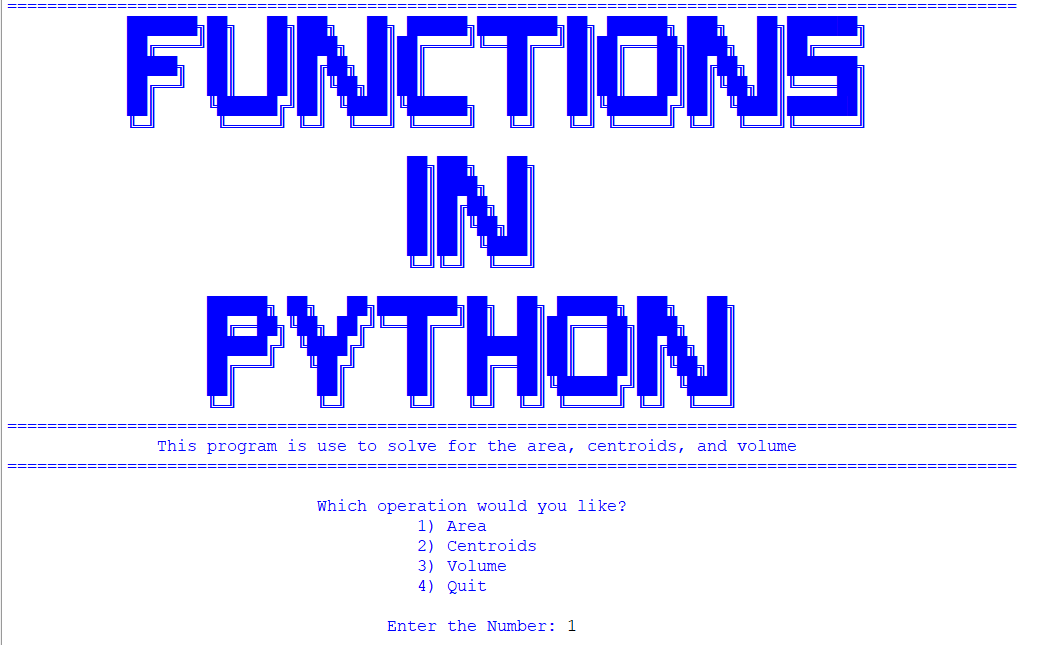 FUNCTIONS
IN
PYTHON
This program is use to solve for the area, centroids, and volume
Which operation would you like?
1) Area
2) Centroids
3) Volume
4) Quit
Enter the Number: 1